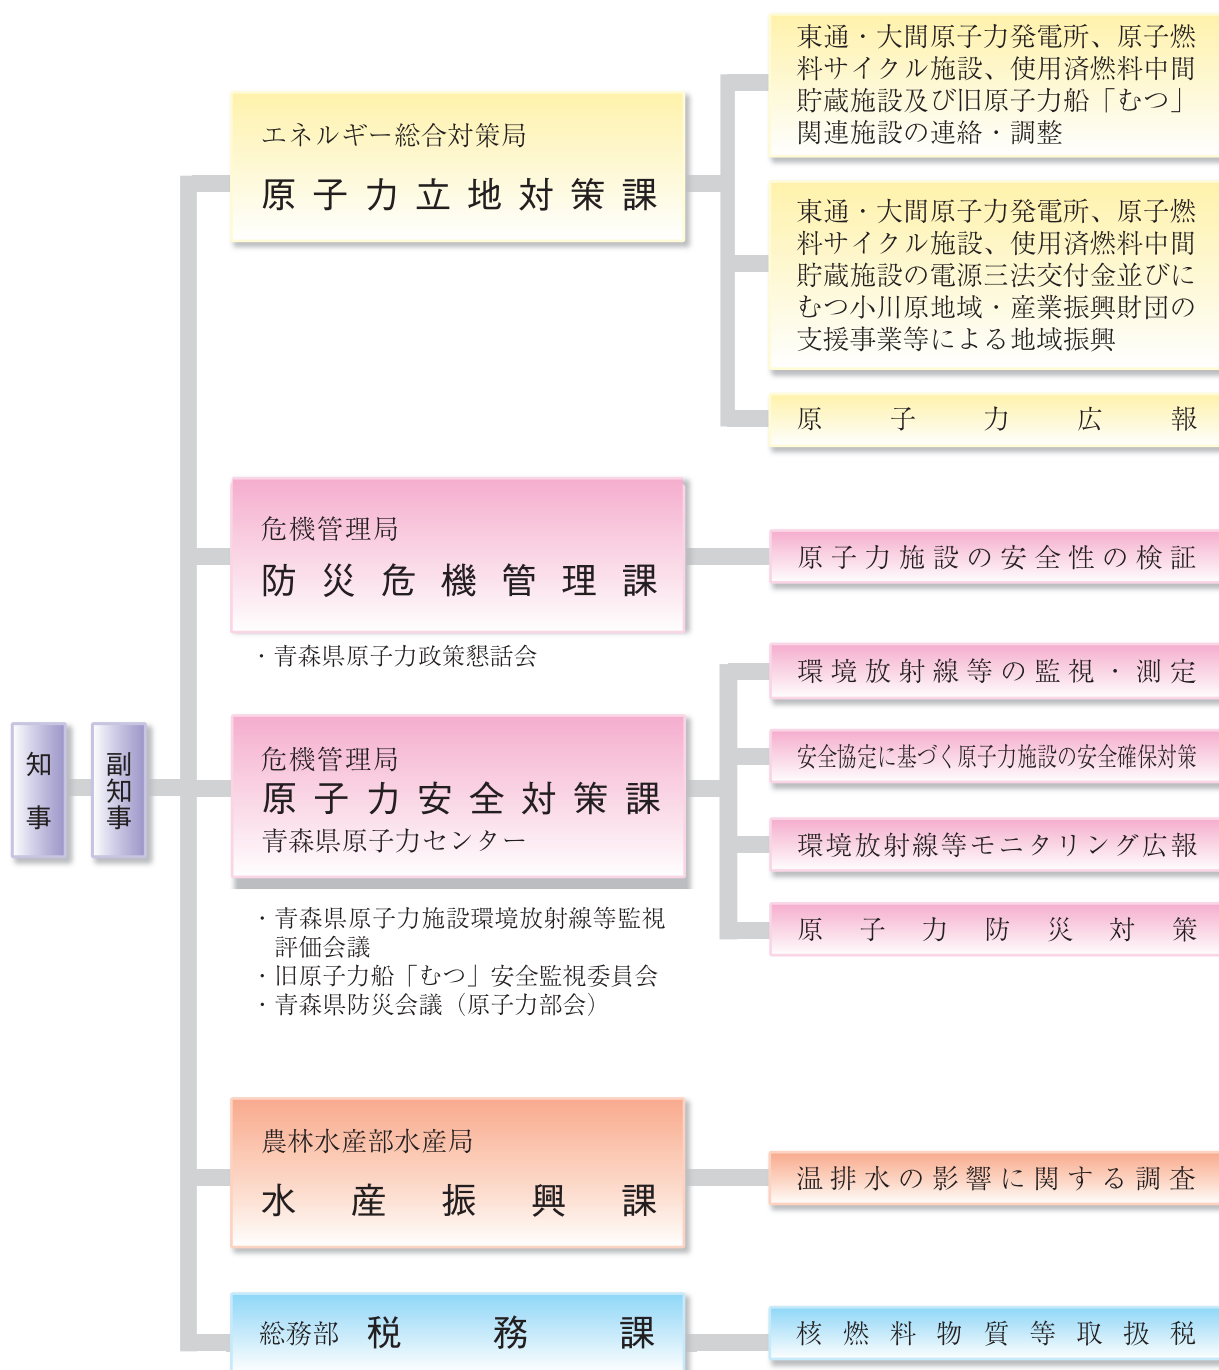 知事
副知事
エネルギー総合対策局
原子力立地対策課
東通・大間原子力発電所、原子燃
料サイクル施設、使用済燃料中間
貯蔵施設及び旧原子力船「むつ」
関連施設の連絡・調整
東通・大間原子力発電所、原子燃
料サイクル施設、使用済燃料中間
貯蔵施設の電源三法交付金並びに
むつ小川原地域・産業振興財団の
支援事業等による地域振興
原子力広報
危機管理局
防災危機管理課
・青森県原子力政策懇話会
原子力施設の安全性の検証
危機管理局
原子力安全対策課
青森県原子力センター
・青森県原子力施設環境放射線等監視
評価会議
・旧原子力船「むつ」安全監視委員会
・青森県防災会議（原子力部会）
環境放射線等の監視・測定
安全協定に基づく原子力施設の安全確保対策
環境放射線等モニタリング広報
原子力防災対策
農林水産部水産局
水産振興課
温排水の影響に関する調査
総務部 税務課
核燃料物質等取扱税